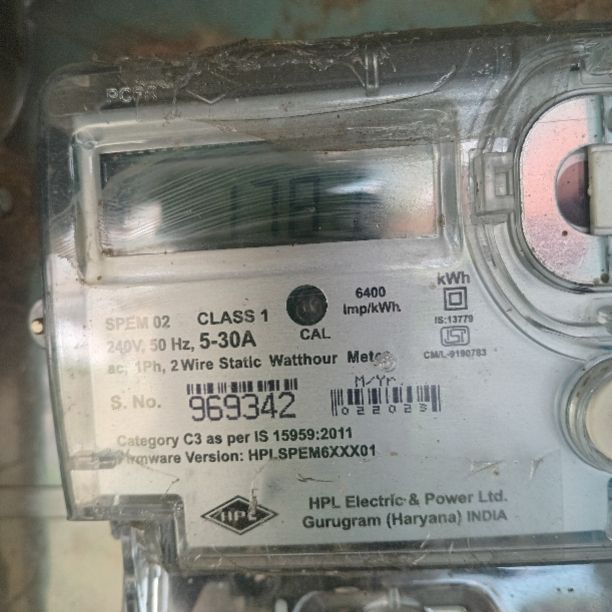 SPEM 02 CLASS 1
CAL
6400
Imp/kWh
kWh
IS:13779
CM/L-9190783
240V, 50 Hz, 5-30A
ac, 1Ph, 2 Wire Static Watthour Meter
S. No. 969342
M/Yr.
022023
Category C3 as per IS 15959:2011
Firmware Version: HPLSPEM6XXX01
HPL
HPL Electric & Power Ltd.
Gurugram (Haryana) INDIA